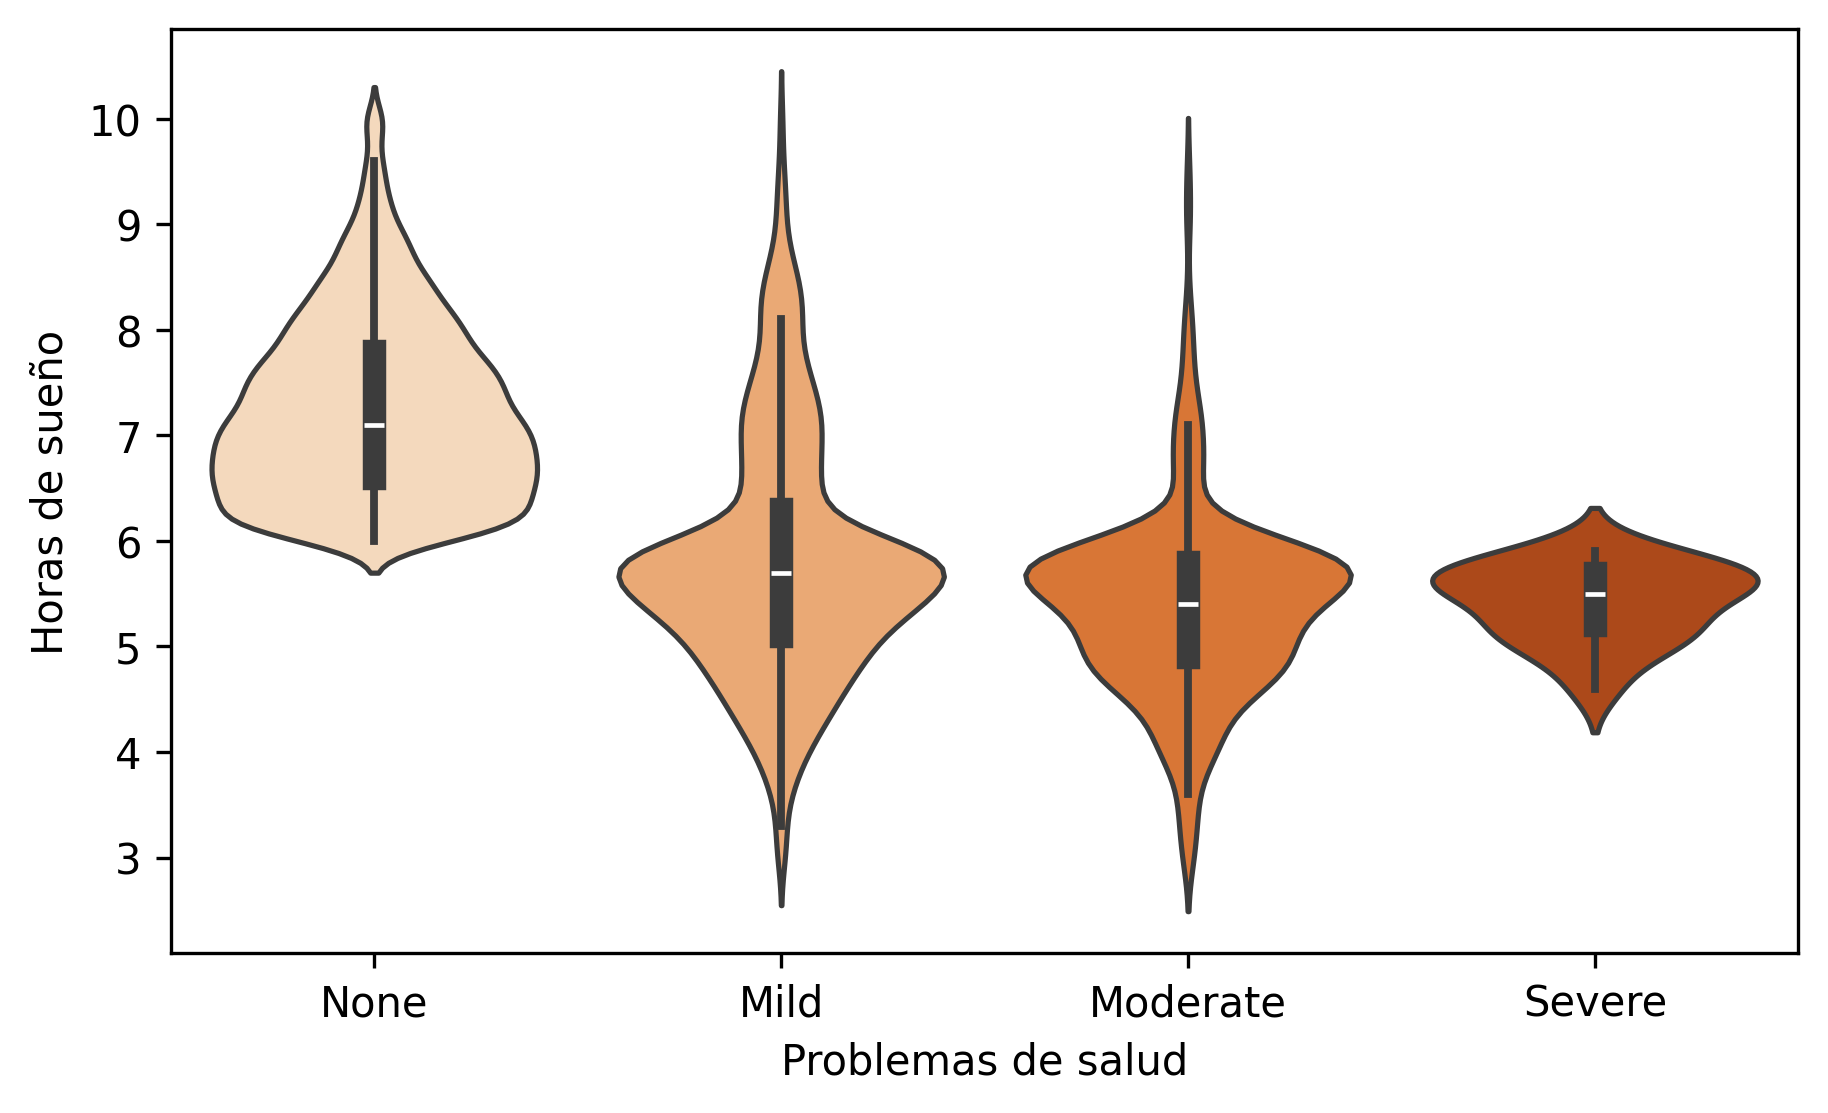 Horas de sueño
10
9
8
7
6
5
4
3
None
Mild
Moderate
Severe
Problemas de salud